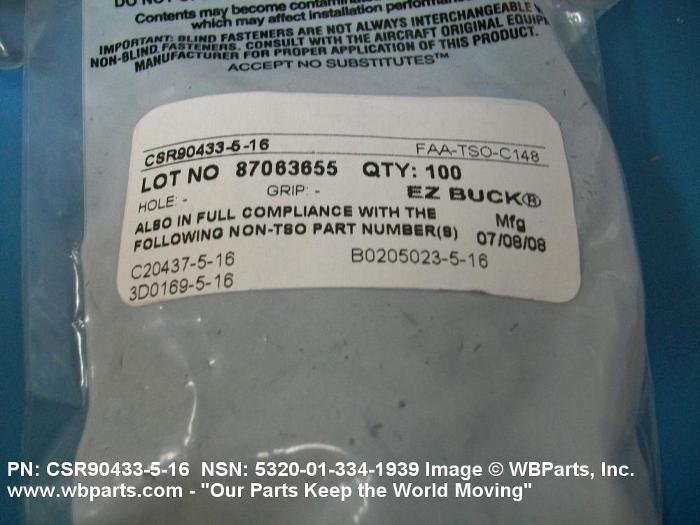 Contents may become
which may affect installation performan
IMPORTANT: BLIND FASTENERS ARE NOT ALWAYS INTERCHANGEABLE W
NON-BLIND FASTENERS. CONSULT WITH THE AIRCRAFT ORIGINAL EQUIP
MANUFACTURER FOR PROPER APPLICATION OF THIS PRODUCT.
ACCEPT NO SUBSTITUTES™
CSR90433-5-16 FAA-TSO-C148
LOT NO 87063655 QTY: 100
HOLE: - GRIP: - EZ BUCK®
ALSO IN FULL COMPLIANCE WITH THE Mfg
FOLLOWING NON-TSO PART NUMBER(S) 07/08/08
C20437-5-16 B0205023-5-16
3D0169-5-16
PN: CSR90433-5-16 NSN: 5320-01-334-1939 Image © WBParts, Inc.
www.wbparts.com - "Our Parts Keep the World Moving"